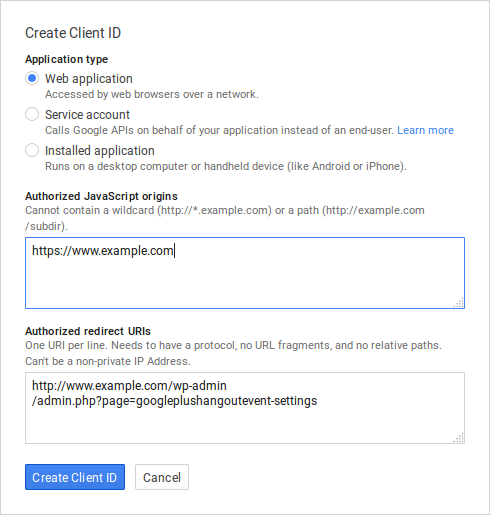 Create Client ID
Application type
Web application
Accessed by web browsers over a network.
Service account
Calls Google APIs on behalf of your application instead of an end-user. Learn more
Installed application
Runs on a desktop computer or handheld device (like Android or iPhone).
Authorized JavaScript origins
Cannot contain a wildcard (http://*.example.com) or a path (http://example.com
/subdir).
https://www.example.com
Authorized redirect URIs
One URI per line. Needs to have a protocol, no URL fragments, and no relative paths.
Can't be a non-private IP Address.
http://www.example.com/wp-admin
/admin.php?page=googleplushangoutevent-settings
Create Client ID
Cancel